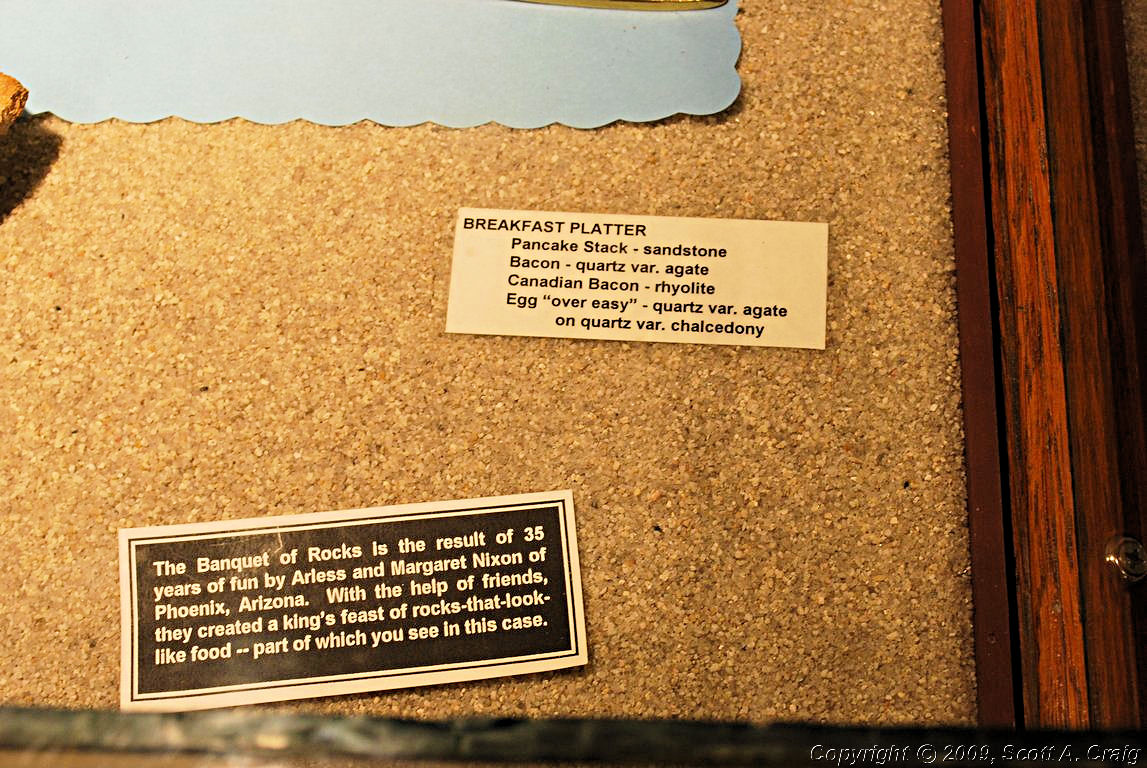 BREAKFAST PLATTER
Pancake Stack - sandstone
Bacon - quartz var. agate
Canadian Bacon - rhyolite
Egg “over easy” - quartz var. agate
on quartz var. chalcedony
The Banquet of Rocks is the result of 35
years of fun by Arless and Margaret Nixon of
Phoenix, Arizona. With the help of friends,
they created a king's feast of rocks-that-look-
like food -- part of which you see in this case.
Copyright © 2009, Scott A. Craig